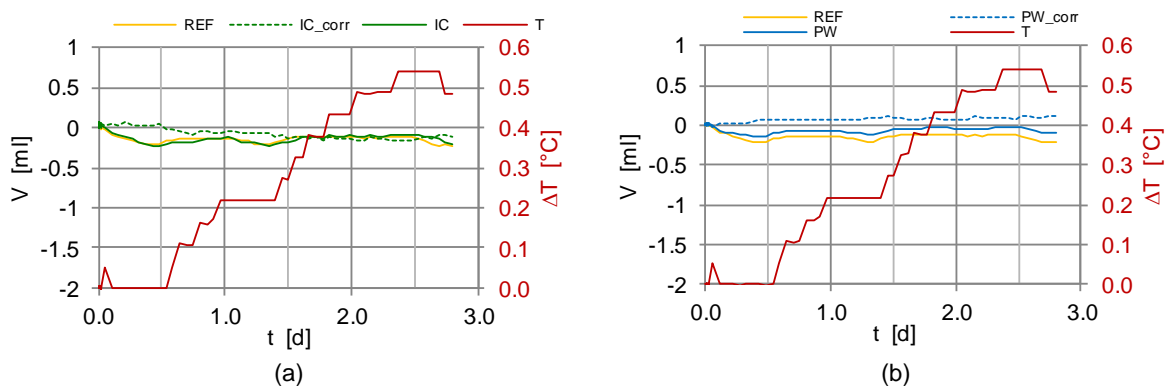 REF IC_corr IC T
1 0.5 0 -0.5 -1 -1.5 -2
V [ml]
0.6 0.5 0.4 0.3 0.2 0.1 0.0
ΔT [°C]
0.0 1.0 2.0 3.0
t [d]
(a)
REF PW_corr
PW T
1 0.5 0 -0.5 -1 -1.5 -2
V [ml]
0.6 0.5 0.4 0.3 0.2 0.1 0.0
ΔT [°C]
0.0 1.0 2.0 3.0
t [d]
(b)